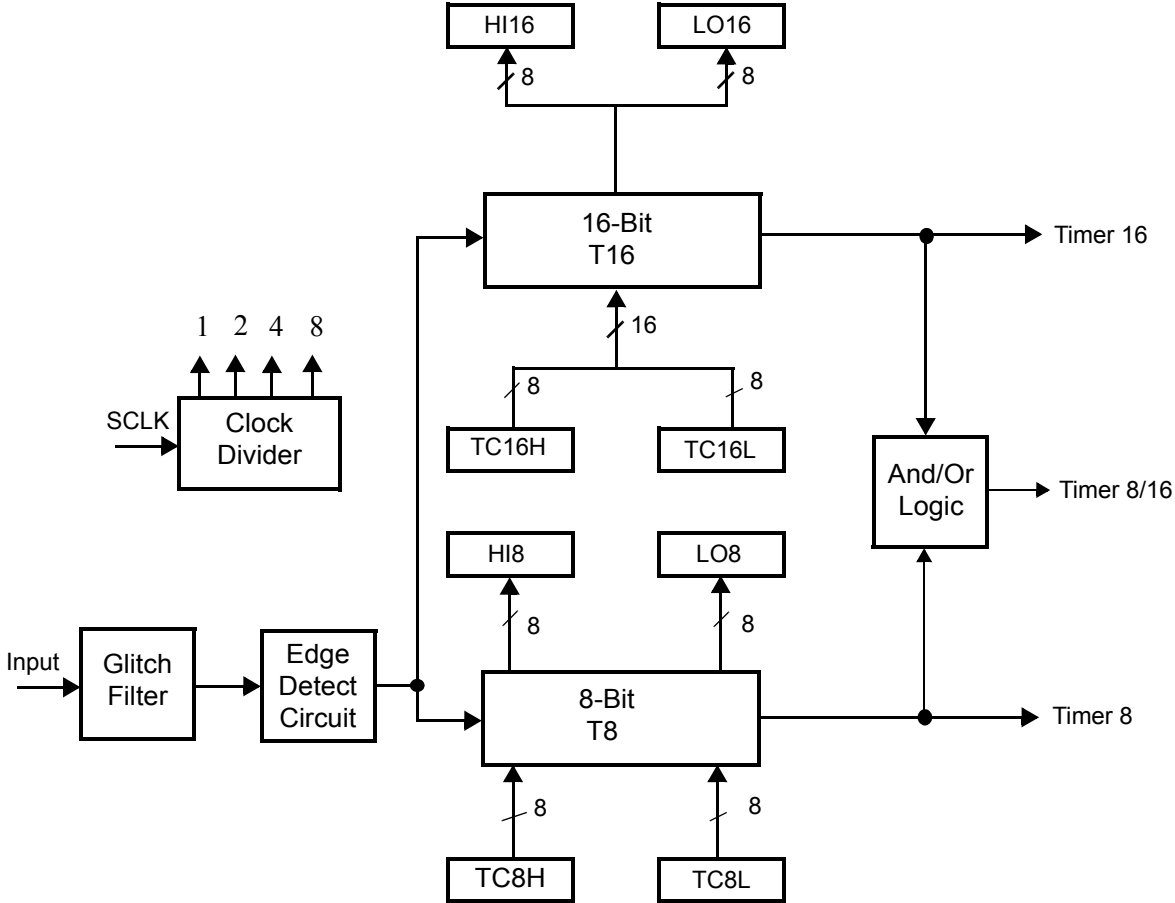 HI16
LO16
8
8
16-Bit
T16
Timer 16
16
1
2
4
8
8
8
SCLK
Clock
Divider
TC16H
TC16L
And/Or
Logic
Timer 8/16
HI8
LO8
8
8
Input
Glitch
Filter
Edge
Detect
Circuit
8-Bit
T8
Timer 8
8
8
TC8H
TC8L